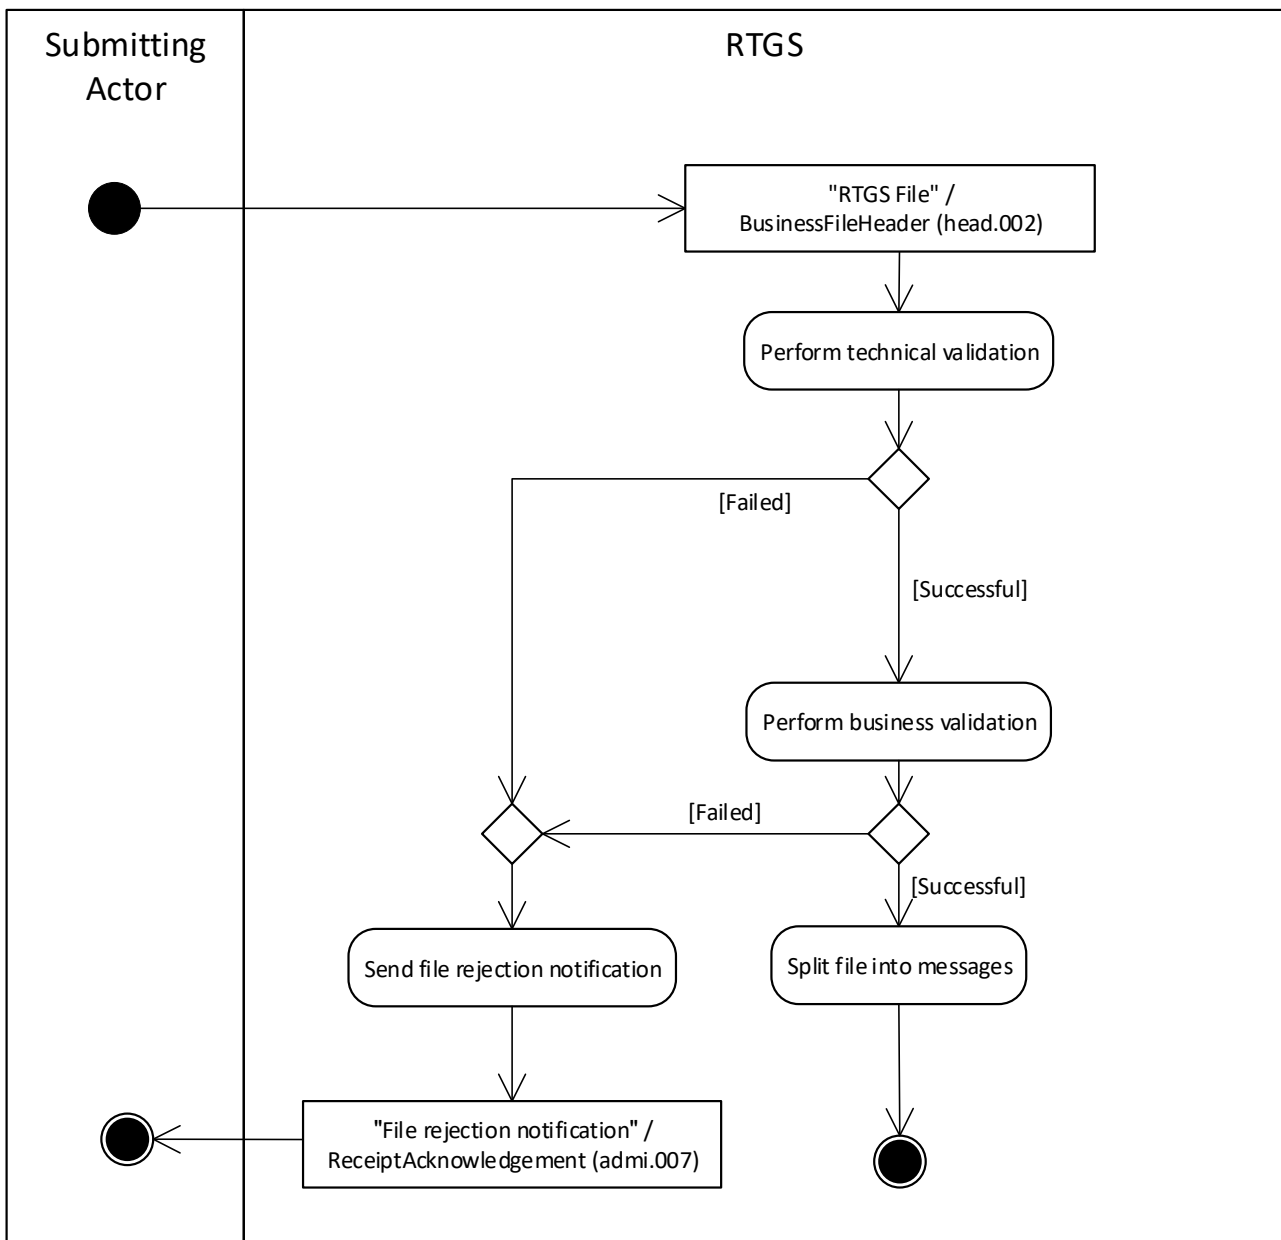 Submitting
Actor
RTGS
"RTGS File" /
BusinessFileHeader (head.002)
Perform technical validation
[Failed]
[Successful]
Perform business validation
[Failed]
[Successful]
Send file rejection notification
Split file into messages
"File rejection notification" /
ReceiptAcknowledgement (admi.007)